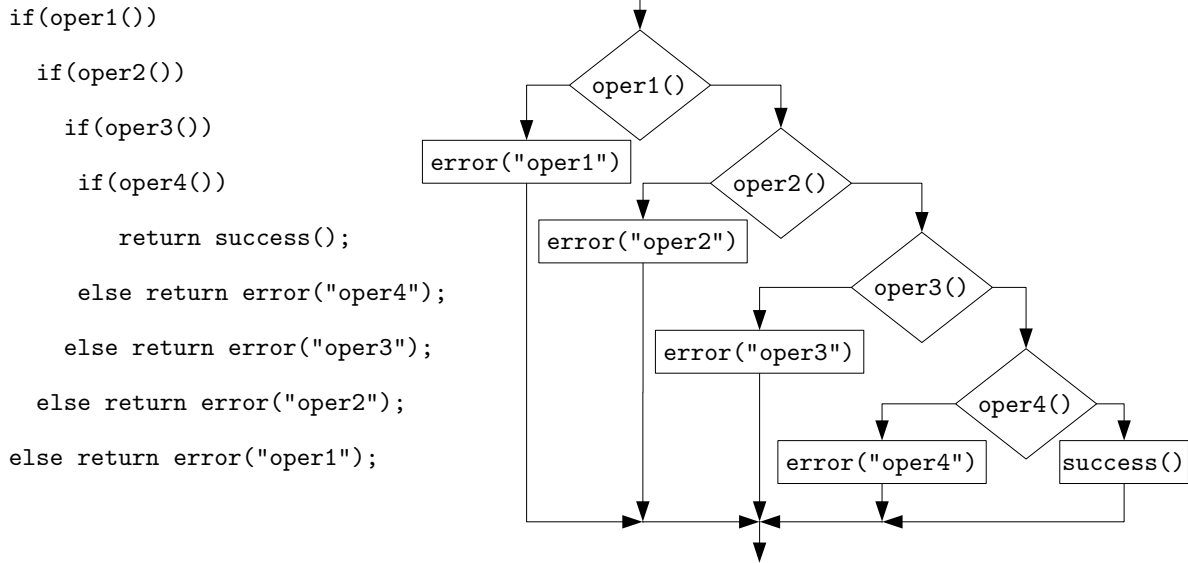 if(oper1())
if(oper2())
if(oper3())
if(oper4())
return success();
else return error("oper4");
else return error("oper3");
else return error("oper2");
else return error("oper1");
oper1()
error("oper1")
oper2()
error("oper2")
oper3()
error("oper3")
oper4()
error("oper4")
success()